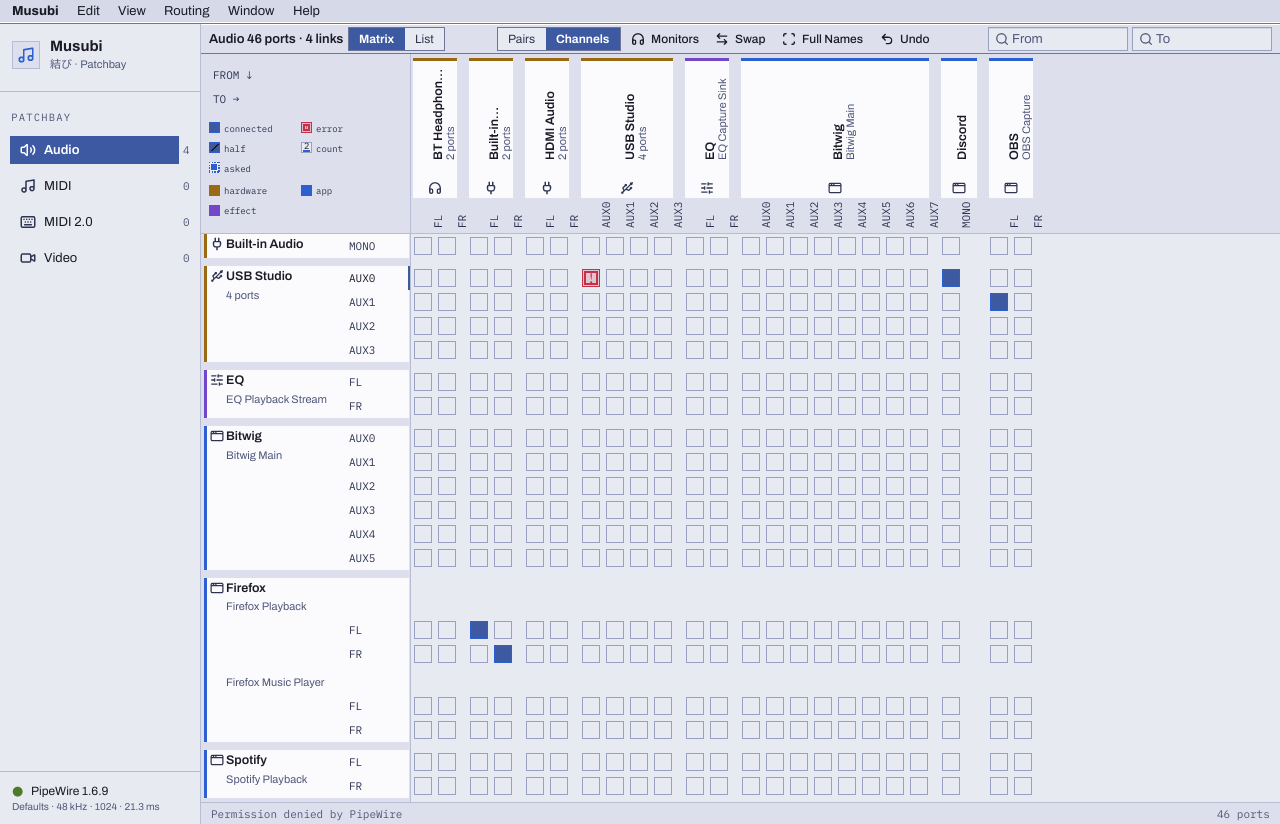 Musubi Edit Audio View Routing Window Help
Musubi
結び · Patchbay
PATCHBAY
Audio 4
MIDI 0
MIDI 2.0 0
Video 0
PipeWire 1.6.9
Defaults · 48 kHz · 1024 · 21.3 ms
Audio 46 ports · 4 links Matrix List Pairs Channels Monitors Swap Full Names Undo From To
FROM ↓
TO →
connected error
half 2 count
asked
hardware app
effect
BT Headphon...
2 ports
Built-in...
2 ports
HDMI Audio
2 ports
USB Studio
4 ports
EQ
EQ Capture Sink
Bitwig
Bitwig Main
Discord
OBS
OBS Capture
FL FR FL FR FL FR AUX0 AUX1 AUX2 AUX3 FL FR AUX0 AUX1 AUX2 AUX3 AUX4 AUX5 AUX6 AUX7 MONO FL FR
Built-in Audio MONO
USB Studio AUX0 !
4 ports
AUX1
AUX2
AUX3
EQ FL
EQ Playback Stream
FR
Bitwig AUX0
Bitwig Main
AUX1
AUX2
AUX3
AUX4
AUX5
Firefox
Firefox Playback
FL
FR
Firefox Music Player
FL
FR
Spotify FL
Spotify Playback
FR
Permission denied by PipeWire 46 ports